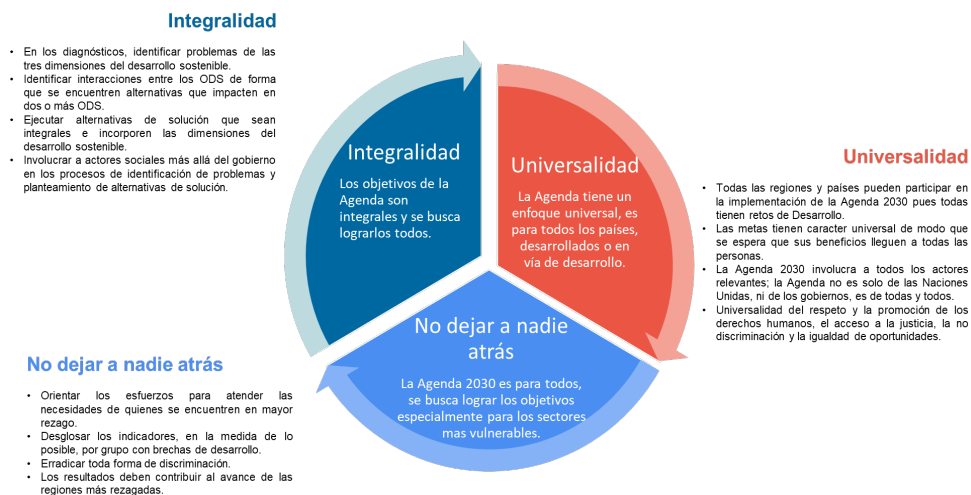 Integralidad
• En los diagnósticos, identificar problemas de las
tres dimensiones del desarrollo sostenible.
• Identificar interacciones entre los ODS de forma
que se encuentren alternativas que impacten en
dos o más ODS.
• Ejecutar alternativas de solución que sean
integrales e incorporen las dimensiones del
desarrollo sostenible.
• Involucrar a actores sociales más allá del gobierno
en los procesos de identificación de problemas y
planteamiento de alternativas de solución.
Integralidad
Los objetivos de la
Agenda son
integrales y se busca
lograrlos todos.
Universalidad
La Agenda tiene un
enfoque universal, es
para todos los países,
desarrollados o en
vía de desarrollo.
Universalidad
• Todas las regiones y países pueden participar en
la implementación de la Agenda 2030 pues todas
tienen retos de Desarrollo.
• Las metas tienen caracter universal de modo que
se espera que sus beneficios lleguen a todas las
personas.
• La Agenda 2030 involucra a todos los actores
relevantes; la Agenda no es solo de las Naciones
Unidas, ni de los gobiernos, es de todas y todos.
• Universalidad del respeto y la promoción de los
derechos humanos, el acceso a la justicia, la no
discriminación y la igualdad de oportunidades.
No dejar a nadie
atrás
La Agenda 2030 es para todos,
se busca lograr los objetivos
especialmente para los sectores
mas vulnerables.
No dejar a nadie atrás
• Orientar los esfuerzos para atender las
necesidades de quienes se encuentren en mayor
rezago.
• Desglosar los indicadores, en la medida de lo
posible, por grupo con brechas de desarrollo.
• Erradicar toda forma de discriminación.
• Los resultados deben contribuir al avance de las
regiones más rezagadas.